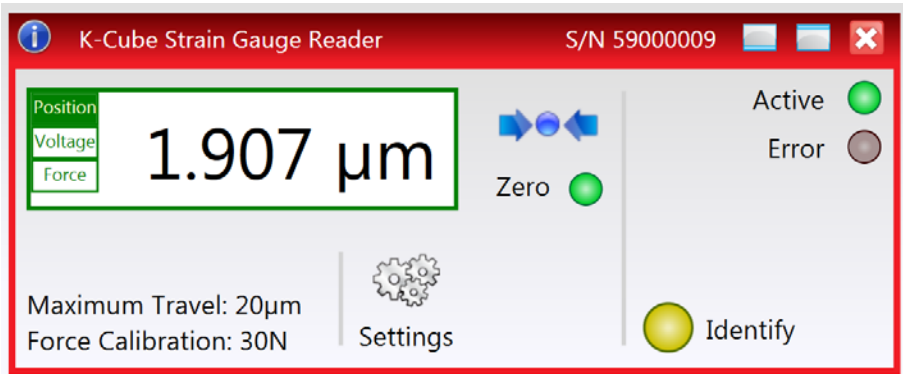 K-Cube Strain Gauge Reader
S/N 59000009
Position
Voltage
Force
1.907 µm
Zero
Active
Error
Maximum Travel: 20µm
Force Calibration: 30N
Settings
Identify